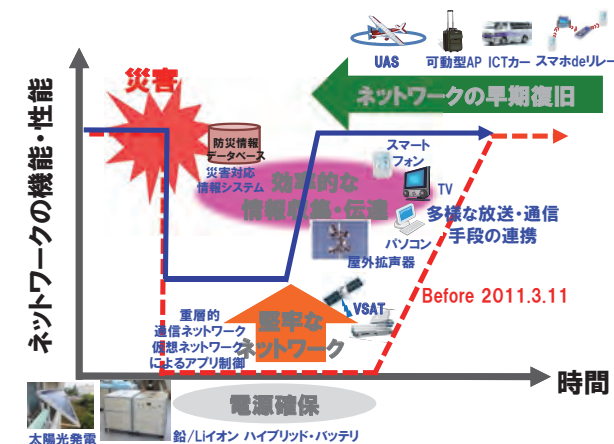 UAS
可動型AP
ICTカー
スマホdeリレー
災害
ネットワークの早期復旧
ネットワークの機能・性能
防災情報
データベース
災害対応
情報システム
効率的な
情報収集・伝達
スマート
フォン
TV
パソコン
多様な放送・通信
手段の連携
屋外拡声器
VSAT
Before 2011.3.11
重層的
通信ネットワーク
仮想ネットワーク
によるアプリ制御
堅牢な
ネットワーク
時間
電源確保
太陽光発電
鉛/Liイオン ハイブリッド・バッテリ